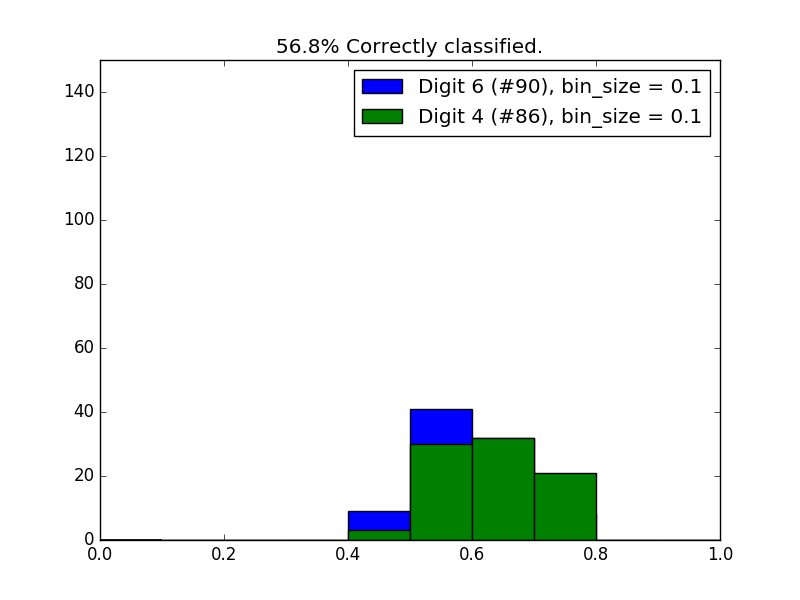 56.8% Correctly classified.
Digit 6 (#90), bin_size = 0.1
Digit 4 (#86), bin_size = 0.1
140
120
100
80
60
40
20
0
0.0 0.2 0.4 0.6 0.8 1.0